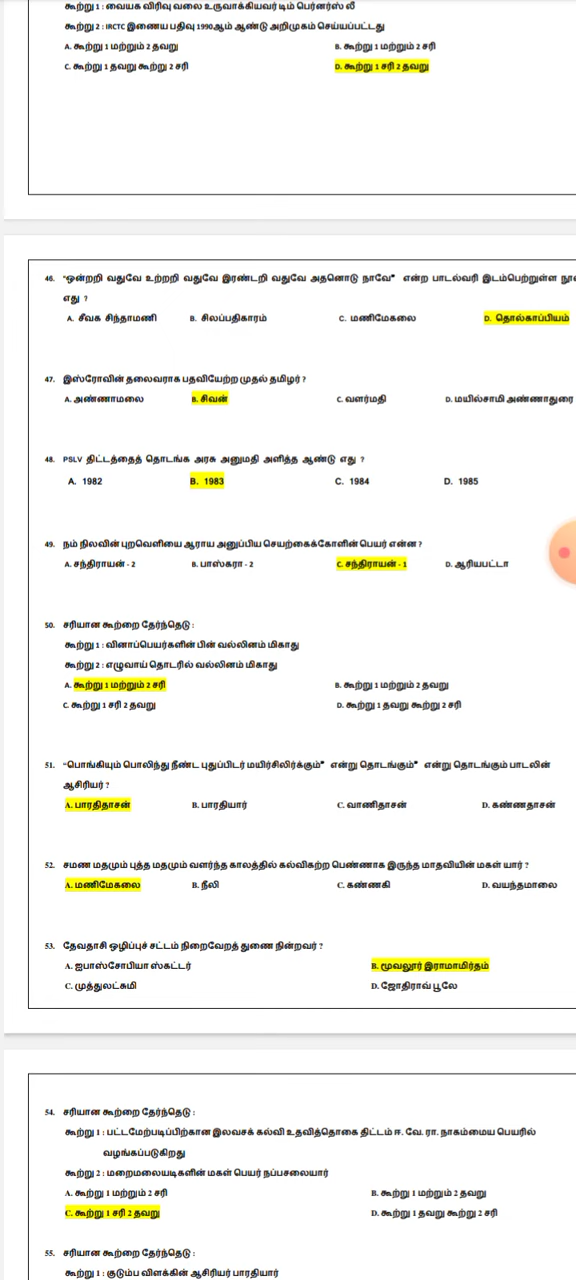 கூற்று 1 : வையக விரிவு வலை உருவாக்கியவர் டிம் பெர்னர்ஸ் லீ
கூற்று 2 : IRCTC இணைய பதிவு 1990ஆம் ஆண்டு அறிமுகம் செய்யப்பட்டது
A. கூற்று 1 மற்றும் 2 தவறு B. கூற்று 1 மற்றும் 2 சரி
C. கூற்று 1 தவறு கூற்று 2 சரி D. கூற்று 1 சரி 2 தவறு
46. "ஒன்றறி வதுவே உற்றறி வதுவே இரண்டறி வதுவே அதனொடு நாவே" என்ற பாடல்வரி இடம்பெற்றுள்ள
எது ?
A. சீவக சிந்தாமணி B. சிலப்பதிகாரம் C. மணிமேகலை D. தொல்காப்பியம்
47. இஸ்ரோவின் தலைவராக பதவியேற்ற முதல் தமிழர் ?
A. அண்ணாமலை B. சிவன் C. வளர்மதி D. மயில்சாமி அண்ணாதுரை
48. PSLV திட்டத்தைத் தொடங்க அரசு அனுமதி அளித்த ஆண்டு எது ?
A. 1982 B. 1983 C. 1984 D. 1985
49. நம் நிலவின் புறவெளியை ஆராய அனுப்பிய செயற்கைக்கோளின் பெயர் என்ன ?
A. சந்திராயன் - 2 B. பாஸ்கரா - 2 C. சந்திராயன் - 1 D. ஆரியபட்டா
50. சரியான கூற்றை தேர்ந்தெடு :
கூற்று 1 : வினாப்பெயர்களின் பின் வல்லினம் மிகாது
கூற்று 2 : எழுவாய் தொடரில் வல்லினம் மிகாது
A. கூற்று 1 மற்றும் 2 சரி B. கூற்று 1 மற்றும் 2 தவறு
C. கூற்று 1 சரி 2 தவறு D. கூற்று 1 தவறு கூற்று 2 சரி
51. "பொங்கியும் பொலிந்து நீண்ட புதுப்பிடர் மயிர்சிலிர்க்கும்" என்று தொடங்கும்" என்று தொடங்கும் பாடலின்
ஆசிரியர் ?
A. பாரதிதாசன் B. பாரதியார் C. வாணிதாசன் D. கண்ணதாசன்
52. சமண மதமும் புத்த மதமும் வளர்ந்த காலத்தில் கல்விகற்ற பெண்ணாக இருந்த மாதவியின் மகள் யார் ?
A. மணிமேகலை B. நீலி C. கண்ணகி D. வயந்தமாலை
53. தேவதாசி ஒழிப்புச் சட்டம் நிறைவேறத் துணை நின்றவர் ?
A. ஐபாஸ்சோபியா ஸ்கட்டர் B. மூவலூர் இராமாமிர்தம்
C. முத்துலட்சுமி D. ஜோதிராவ் பூலே
54. சரியான கூற்றை தேர்ந்தெடு :
கூற்று 1 : பட்டமேற்படிப்பிற்கான இலவசக் கல்வி உதவித்தொகை திட்டம் ஈ. வே. ரா. நாகம்மைய பெயரில்
வழங்கப்படுகிறது
கூற்று 2 : மறைமலையடிகளின் மகள் பெயர் நப்பசலையார்
A. கூற்று 1 மற்றும் 2 சரி B. கூற்று 1 மற்றும் 2 தவறு
C. கூற்று 1 சரி 2 தவறு D. கூற்று 1 தவறு கூற்று 2 சரி
55. சரியான கூற்றை தேர்ந்தெடு :
கூற்று 1 : குடும்ப விளக்கின் ஆசிரியர் பாரதியார்